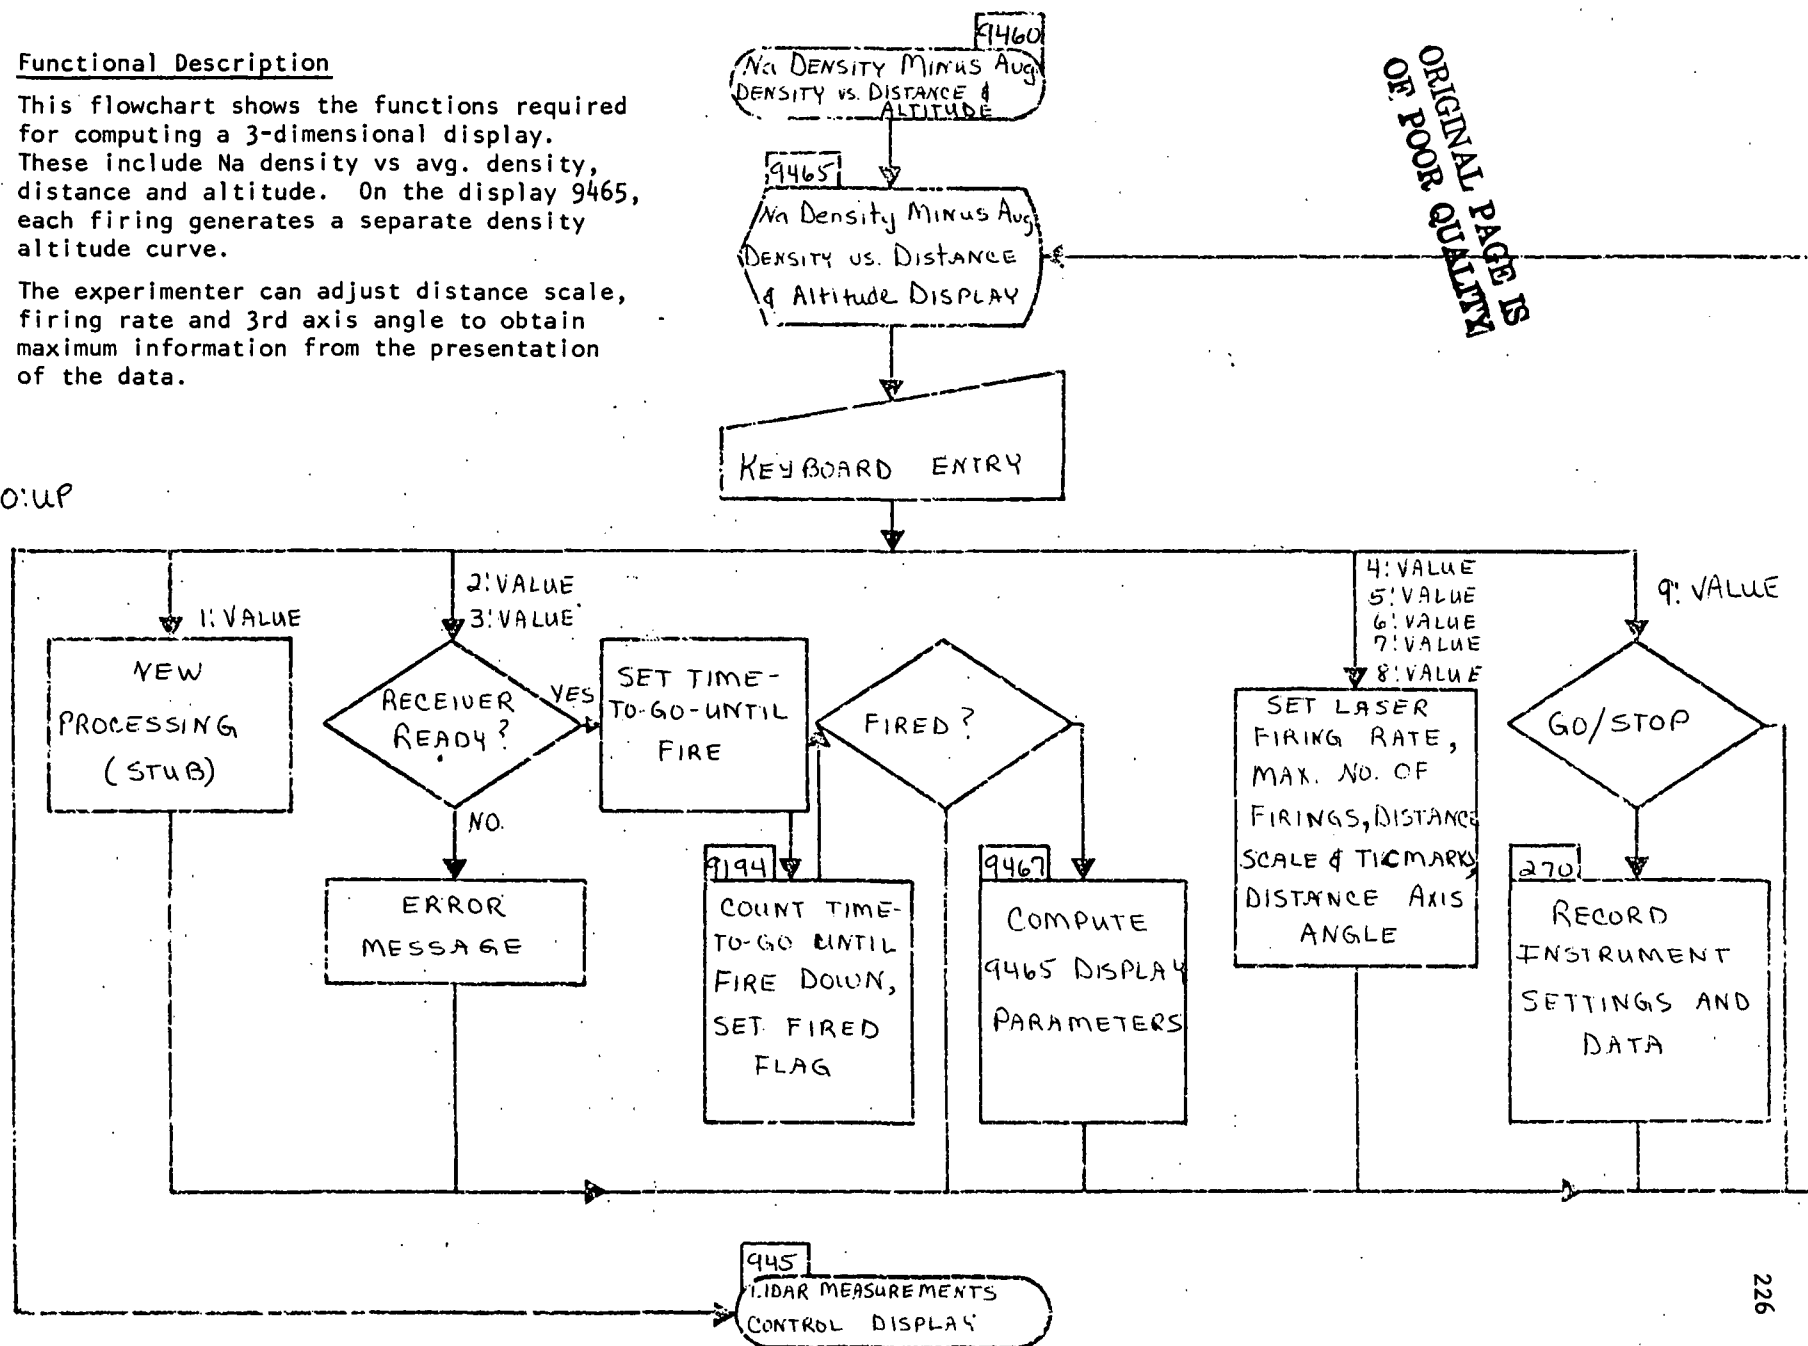 Functional Description
This flowchart shows the functions required
for computing a 3-dimensional display.
These include Na density vs avg. density,
distance and altitude. On the display 9465,
each firing generates a separate density
altitude curve.
The experimenter can adjust distance scale,
firing rate and 3rd axis angle to obtain
maximum information from the presentation
of the data.
9460
Na DENSITY MINUS Avg
DENSITY vs. DISTANCE &
ALTITUDE
ORIGINAL PAGE IS
OF POOR QUALITY
9465
Na Density MINUS Avg
DENSITY vs. DISTANCE
& Altitude DISPLAY
KEYBOARD ENTRY
0:UP
1: VALUE
2: VALUE
3: VALUE
4: VALUE
5: VALUE
6: VALUE
7: VALUE
8: VALUE
9: VALUE
NEW
PROCESSING
(STUB)
RECEIVER
READY?
YES
NO.
ERROR
MESSAGE
SET TIME-
TO-GO-UNTIL
FIRE
9194
COUNT TIME-
TO-GO UNTIL
FIRE DOWN,
SET FIRED
FLAG
FIRED?
9467
COMPUTE
9465 DISPLAY
PARAMETERS
SET LASER
FIRING RATE,
MAX. NO. OF
FIRINGS, DISTANCE
SCALE & TICMARKS,
DISTANCE AXIS
ANGLE
GO/STOP
270
RECORD
INSTRUMENT
SETTINGS AND
DATA
945
LIDAR MEASUREMENTS
CONTROL DISPLAY
226